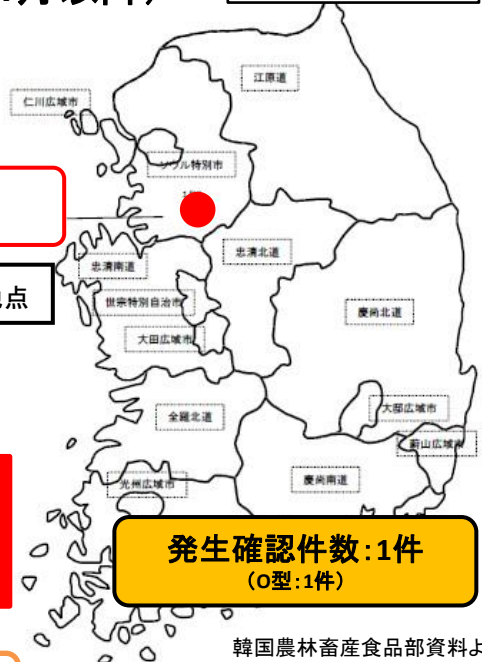 江原道
仁川広域市
ソウル特別市
忠清北道
忠清南道
地点
世宗特別自治市
慶尚北道
大田広域市
大邱広域市
全羅北道
蔚山広域市
慶尚南道
光州広域市
発生確認件数:1件
(O型:1件)
韓国農林畜産食品部資料よ